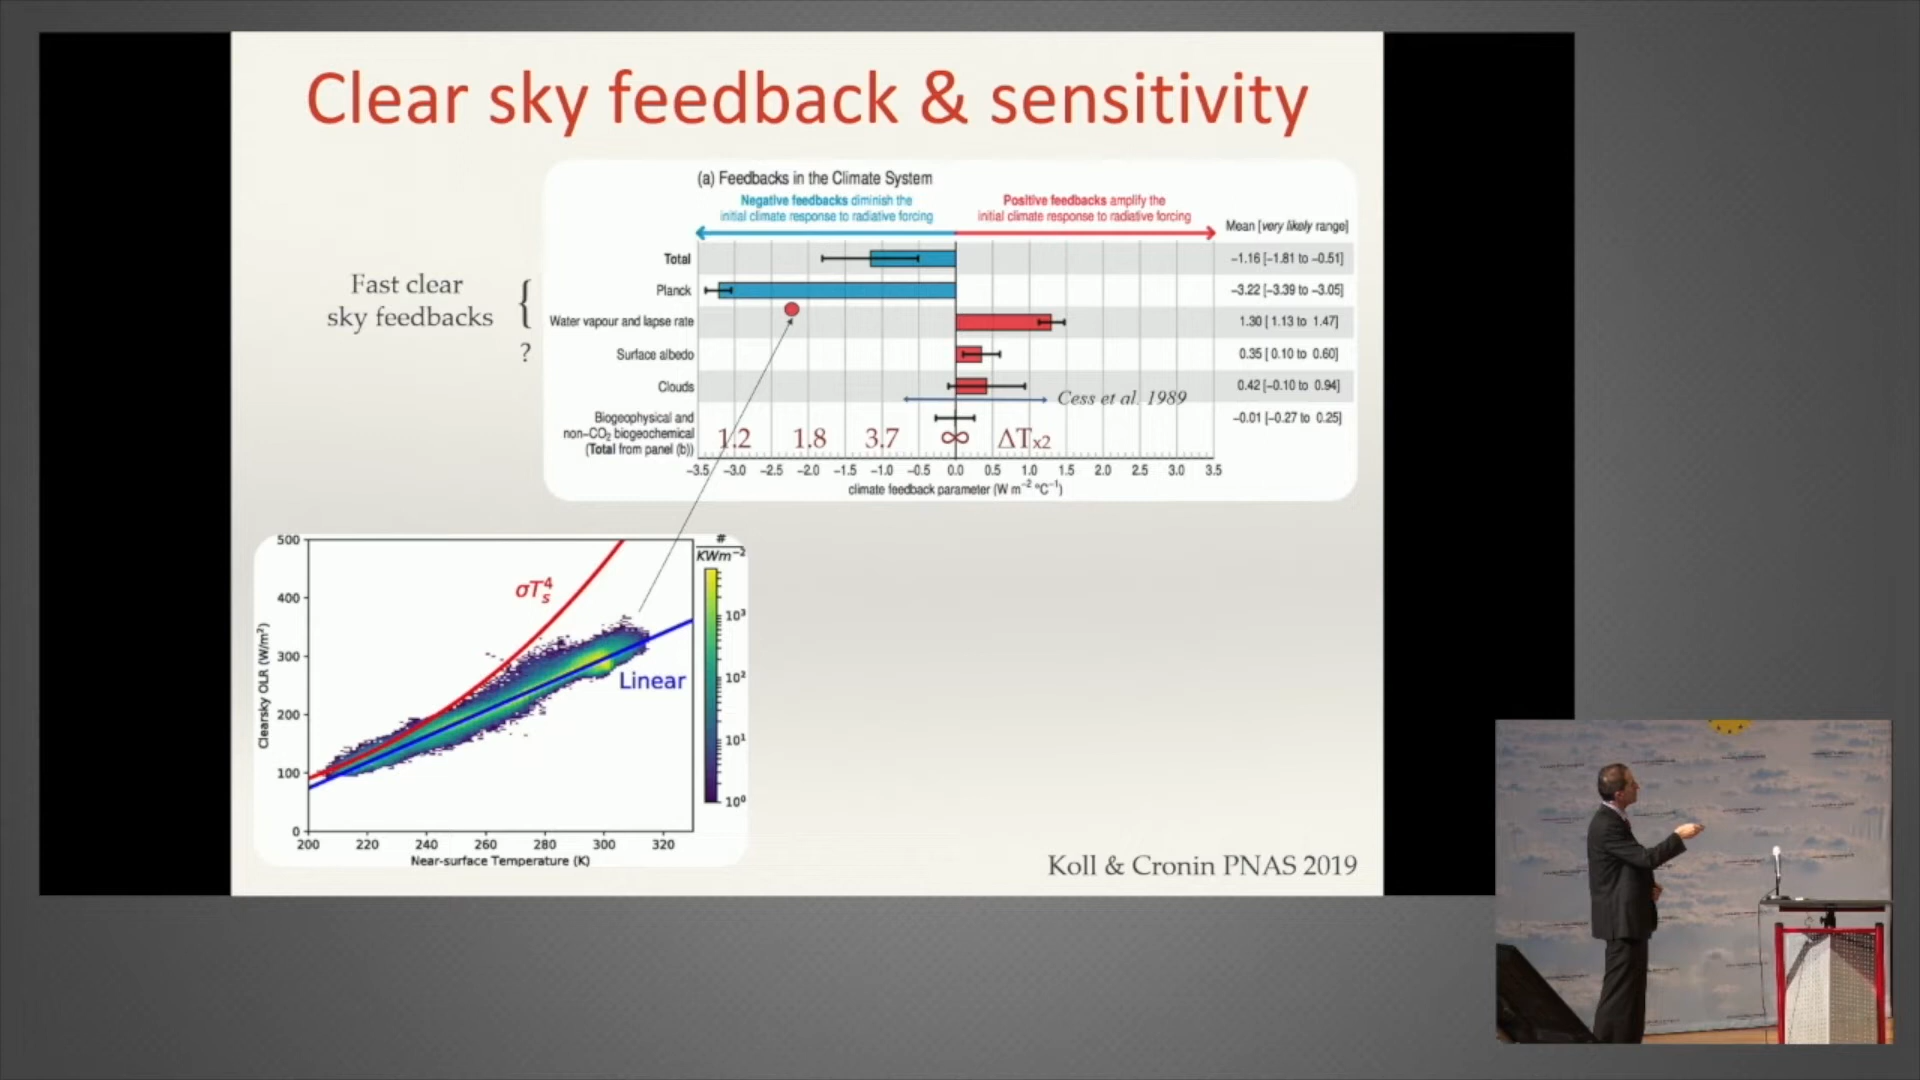 Clear sky feedback & sensitivity
(a) Feedbacks in the Climate System
Negative feedbacks diminish the
initial climate response to radiative forcing
Positive feedbacks amplify the
initial climate response to radiative forcing
Mean [very likely range]
Total
−1.16 [−1.81 to −0.51]
Fast clear
sky feedbacks
{
?
Planck
−3.22 [−3.39 to −3.05]
Water vapour and lapse rate
1.30 [ 1.13 to 1.47]
Surface albedo
0.35 [ 0.10 to 0.60]
Clouds
0.42 [−0.10 to 0.94]
Cess et al. 1989
Biogeophysical and
non−CO₂ biogeochemical
(Total from panel (b))
−0.01 [−0.27 to 0.25]
1.2 1.8 3.7 ∞ ΔTx2
−3.5 −3.0 −2.5 −2.0 −1.5 −1.0 −0.5 0.0 0.5 1.0 1.5 2.0 2.5 3.0 3.5
climate feedback parameter (W m⁻² °C⁻¹)
500
400
300
200
100
0
Clearsky OLR (W/m²)
σTₛ⁴
Linear
200 220 240 260 280 300 320
Near-surface Temperature (K)
#
KWm⁻²
10³
10²
10¹
10⁰
Koll & Cronin PNAS 2019